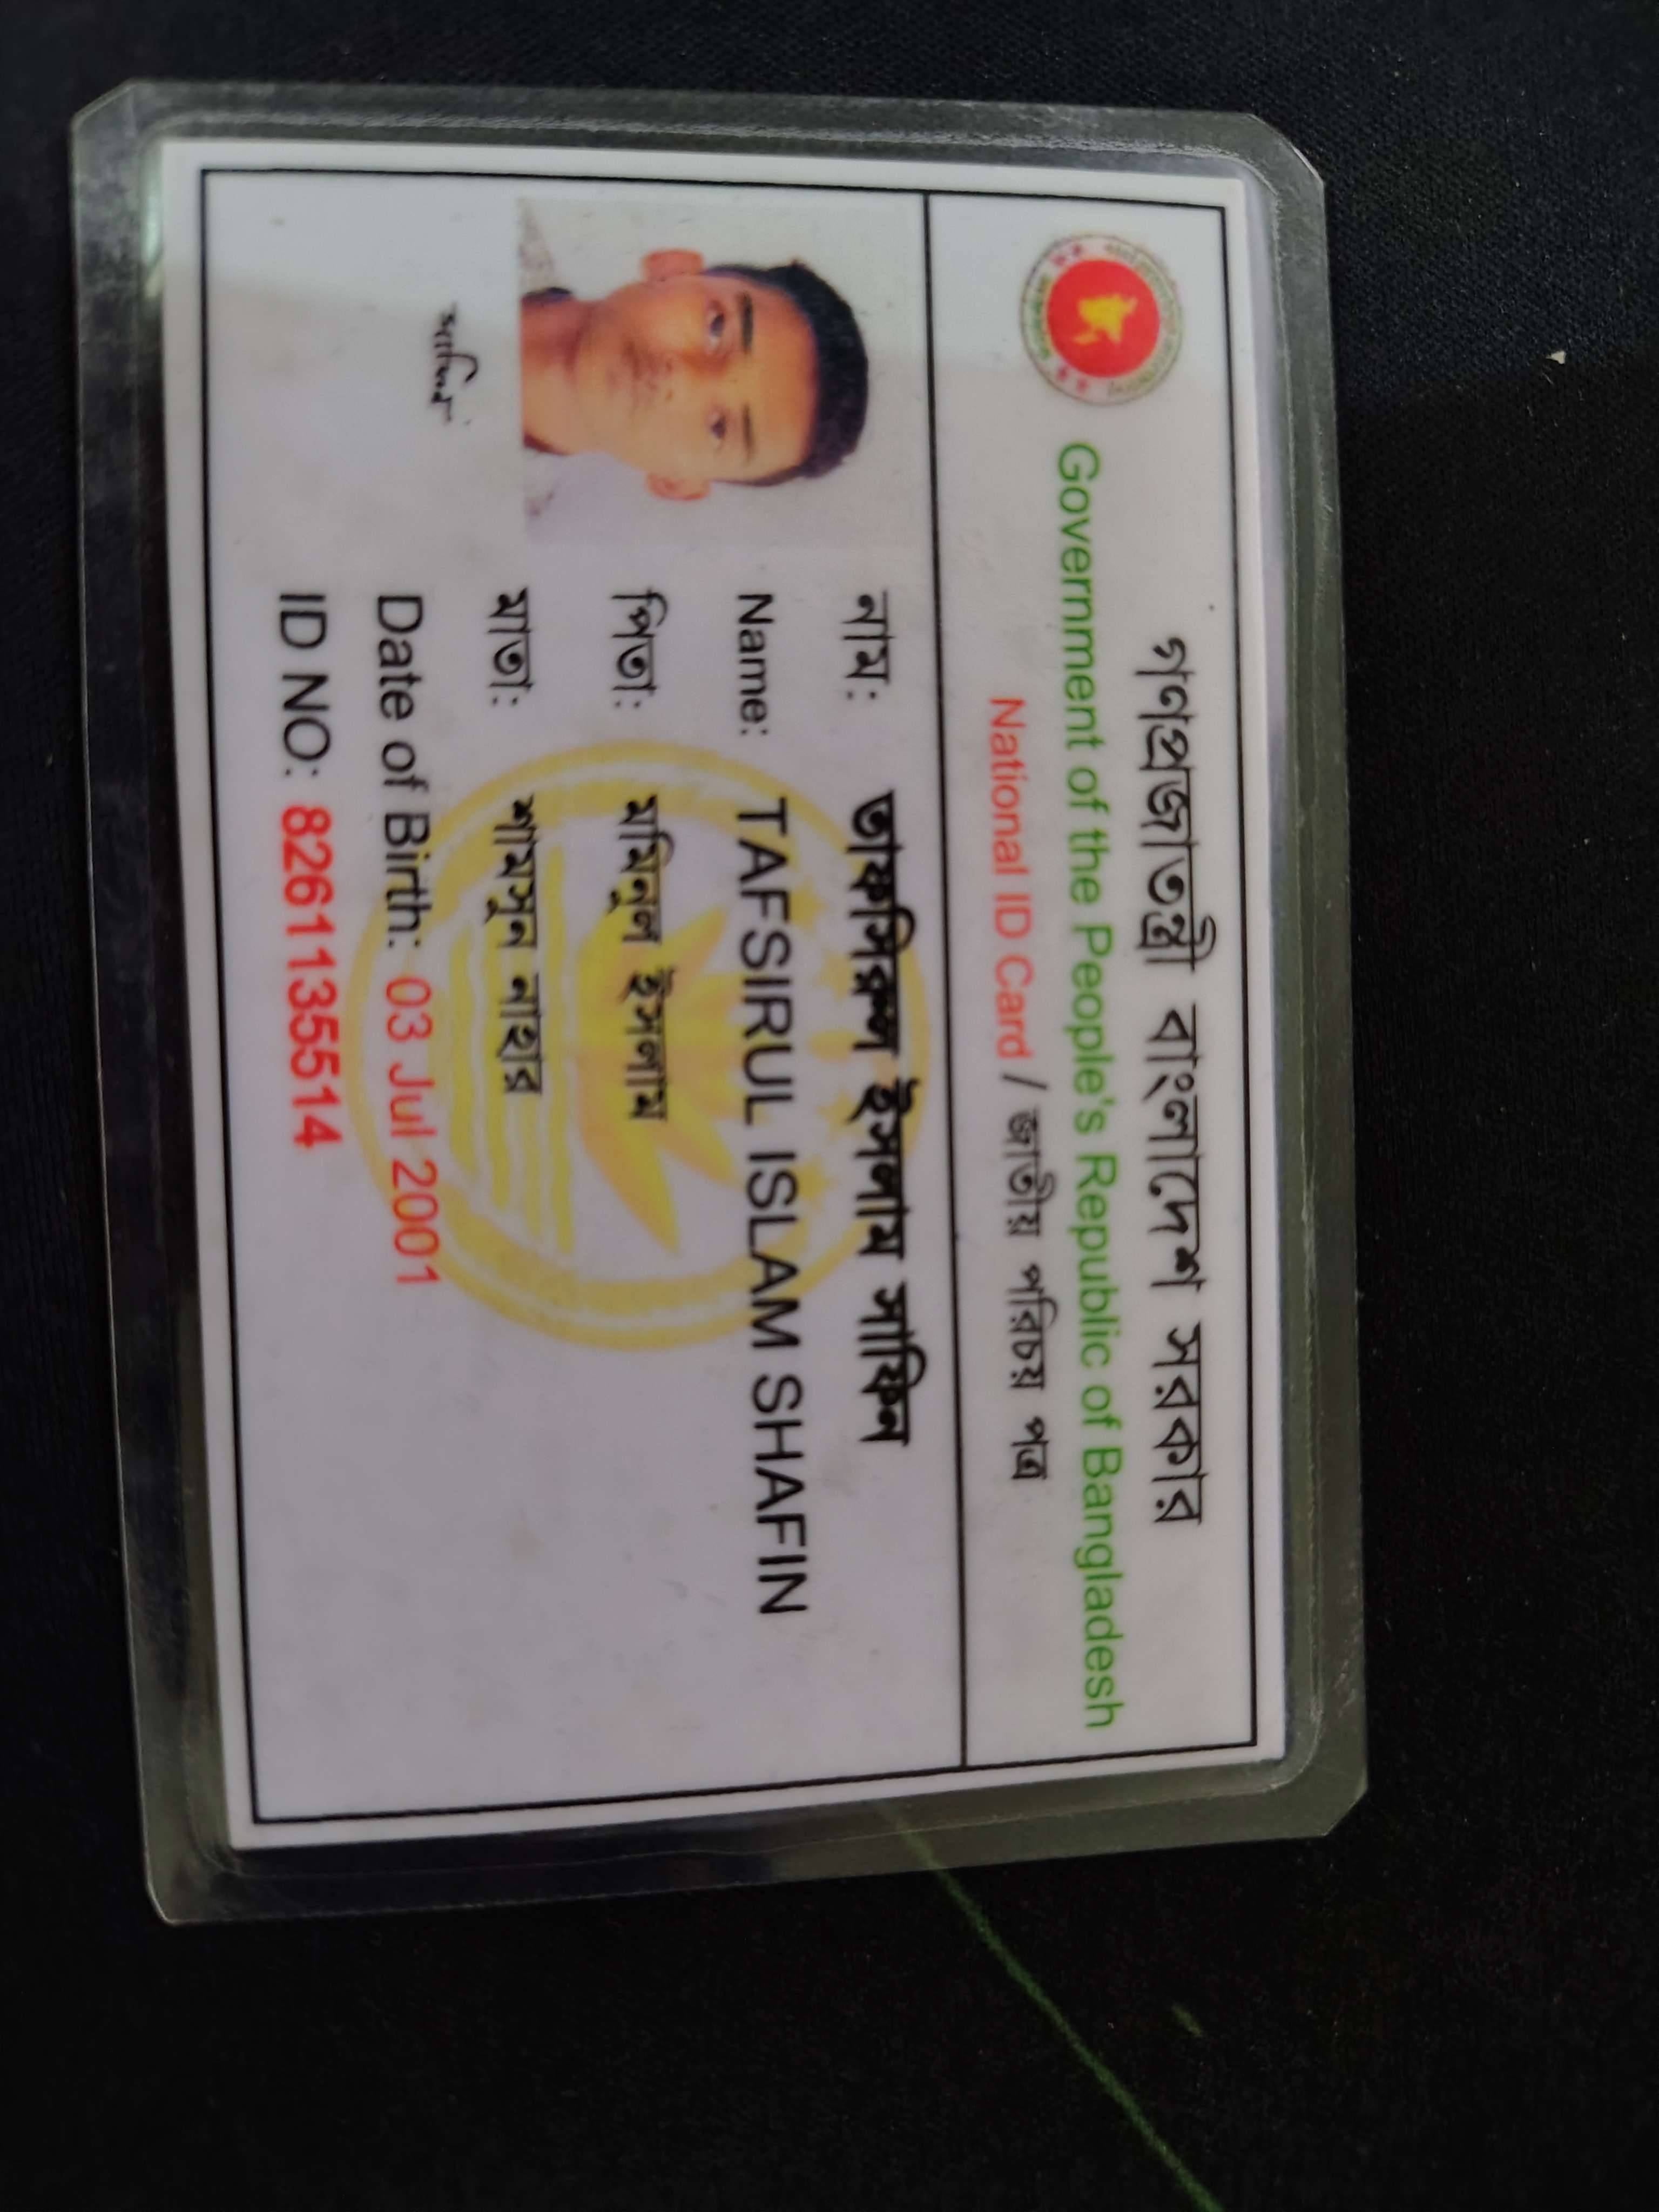 গণপ্রজাতন্ত্রী বাংলাদেশ সরকার
Government of the People's Republic of Bangladesh
National ID Card / জাতীয় পরিচয় পত্র
নাম: তাফসিরুল ইসলাম সাফিন
Name: TAFSIRUL ISLAM SHAFIN
পিতা: মমিনুল ইসলাম
মাতা: শামসুন নাহার
Date of Birth: 03 Jul 2001
ID NO: 8261135514